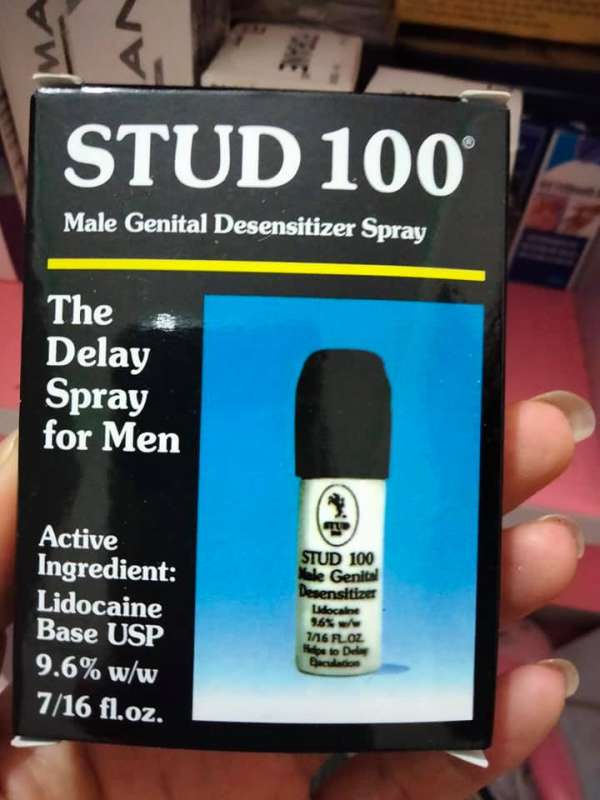 STUD 100®
Male Genital Desensitizer Spray
The
Delay
Spray
for Men
Active
Ingredient:
Lidocaine
Base USP
9.6% w/w
7/16 fl.oz.
STUD
100
STUD 100
Male Genital
Desensitizer
Lidocaine
9.6% w/w
7/16 FL.OZ.
Helps to Delay
Ejaculation